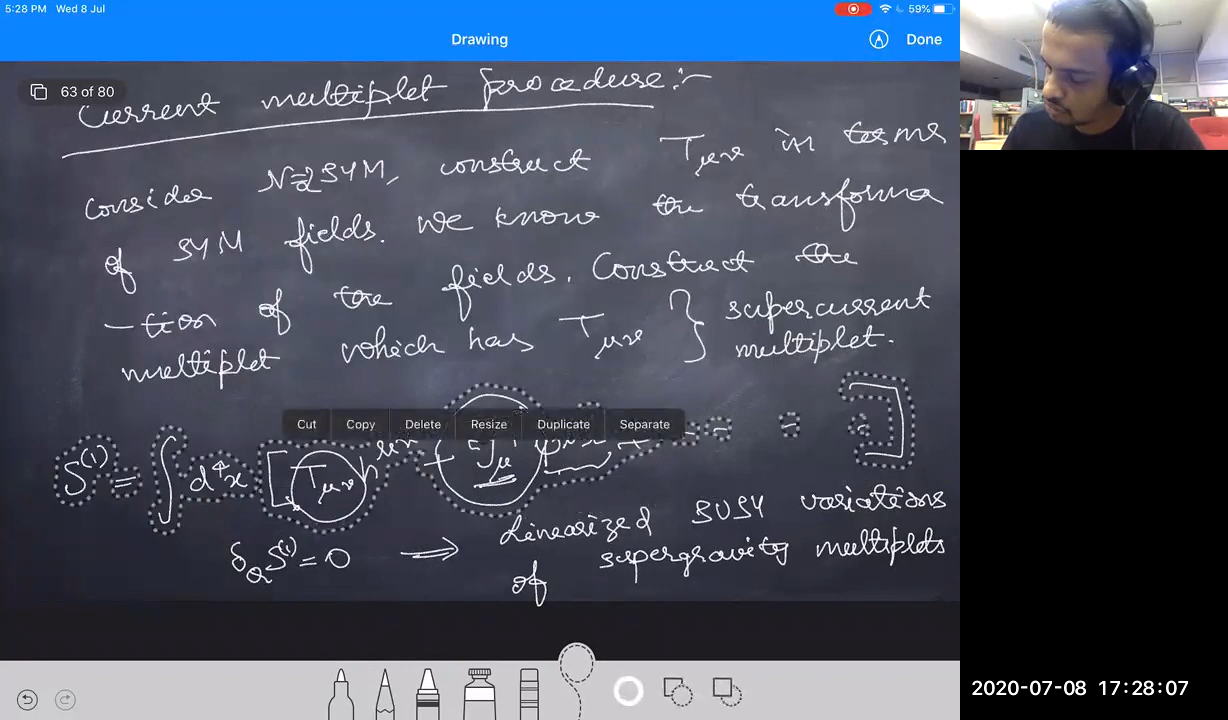 5:28 PM Wed 8 Jul
59%
Drawing
Done
63 of 80
Current multiplet procedure:-
Consider N=2 SYM, construct Tμν in terms
of SYM fields. We know the transforma
-tion of the fields. Construct the
multiplet which has Tμν } supercurrent
multiplet.
Cut Copy Delete Resize Duplicate Separate
S⁽¹⁾ = ∫ d⁴x [ Tμν h^μν +
δ_Q S⁽¹⁾ = 0 ⟹ Linearized SUSY variations
of supergravity multiplets
2020-07-08 17:28:07